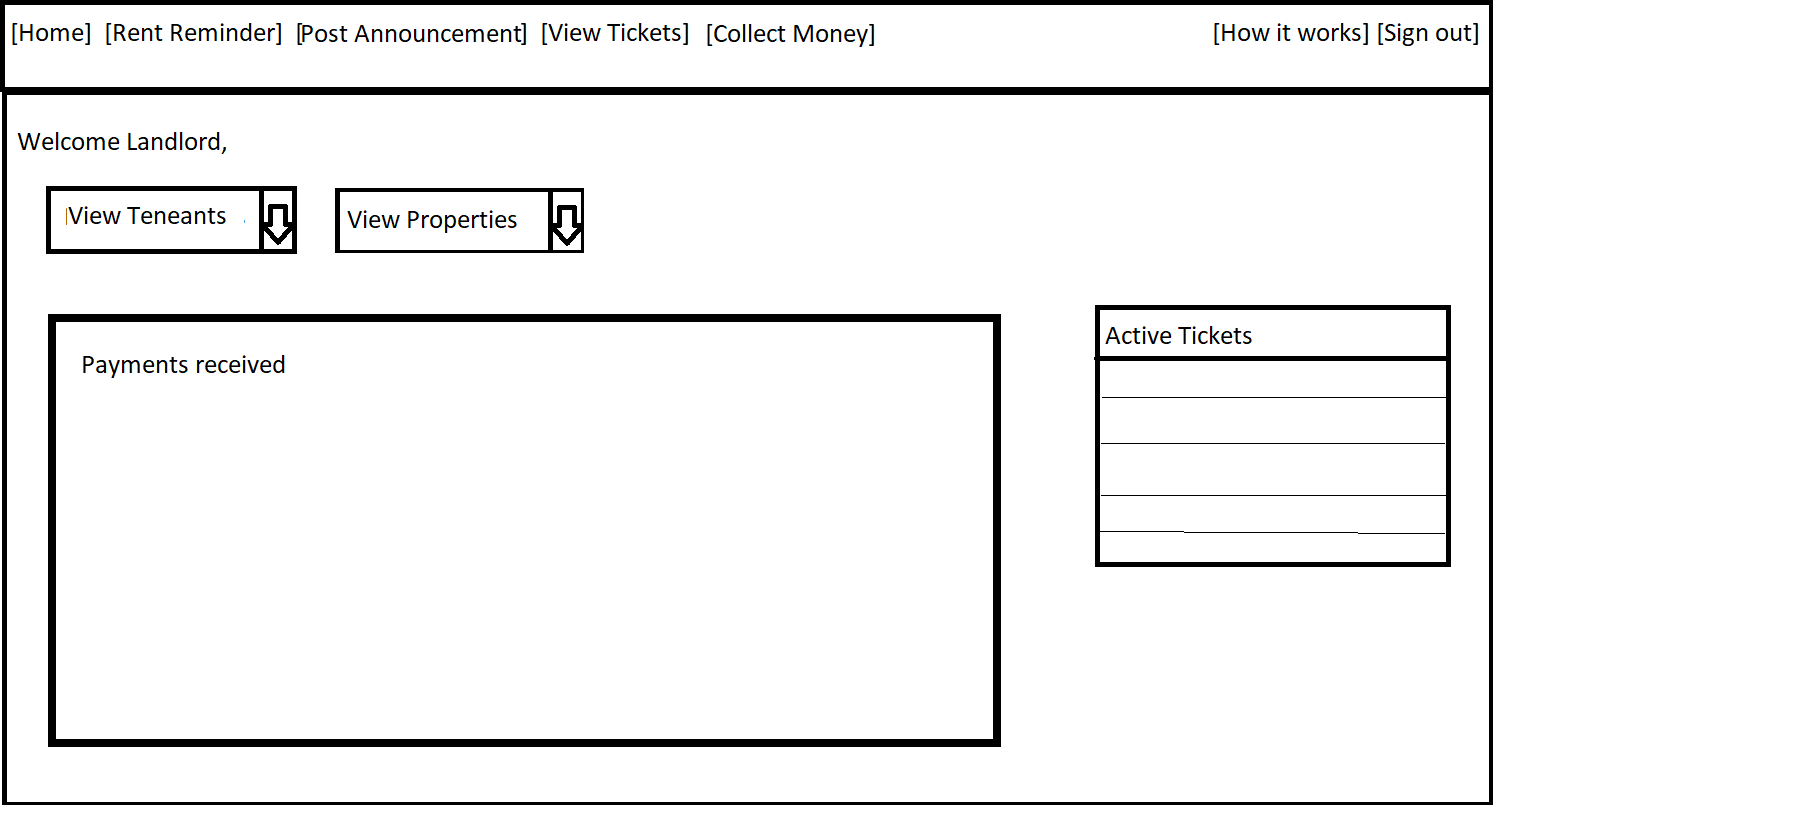 [Home] [Rent Reminder] [Post Announcement] [View Tickets] [Collect Money] [How it works] [Sign out]
Welcome Landlord,
View Teneants View Properties
Active Tickets
Payments received